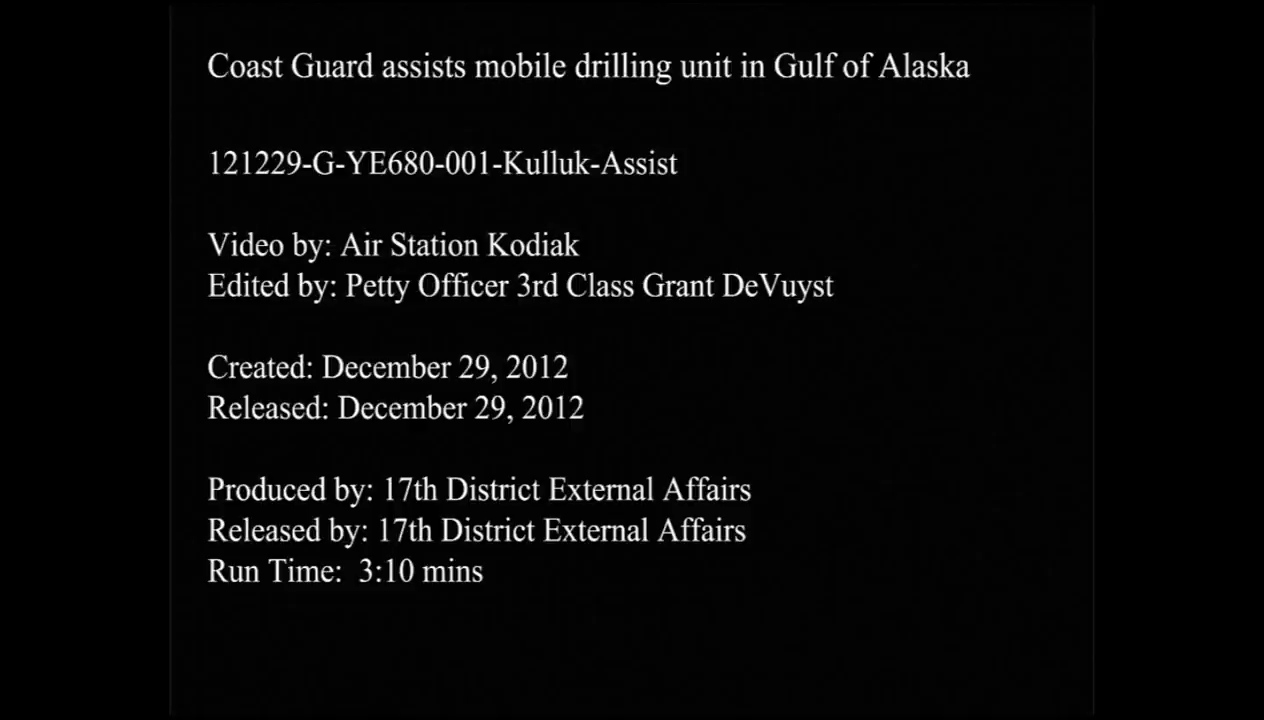 Coast Guard assists mobile drilling unit in Gulf of Alaska
121229-G-YE680-001-Kulluk-Assist
Video by: Air Station Kodiak
Edited by: Petty Officer 3rd Class Grant DeVuyst
Created: December 29, 2012
Released: December 29, 2012
Produced by: 17th District External Affairs
Released by: 17th District External Affairs
Run Time:  3:10 mins